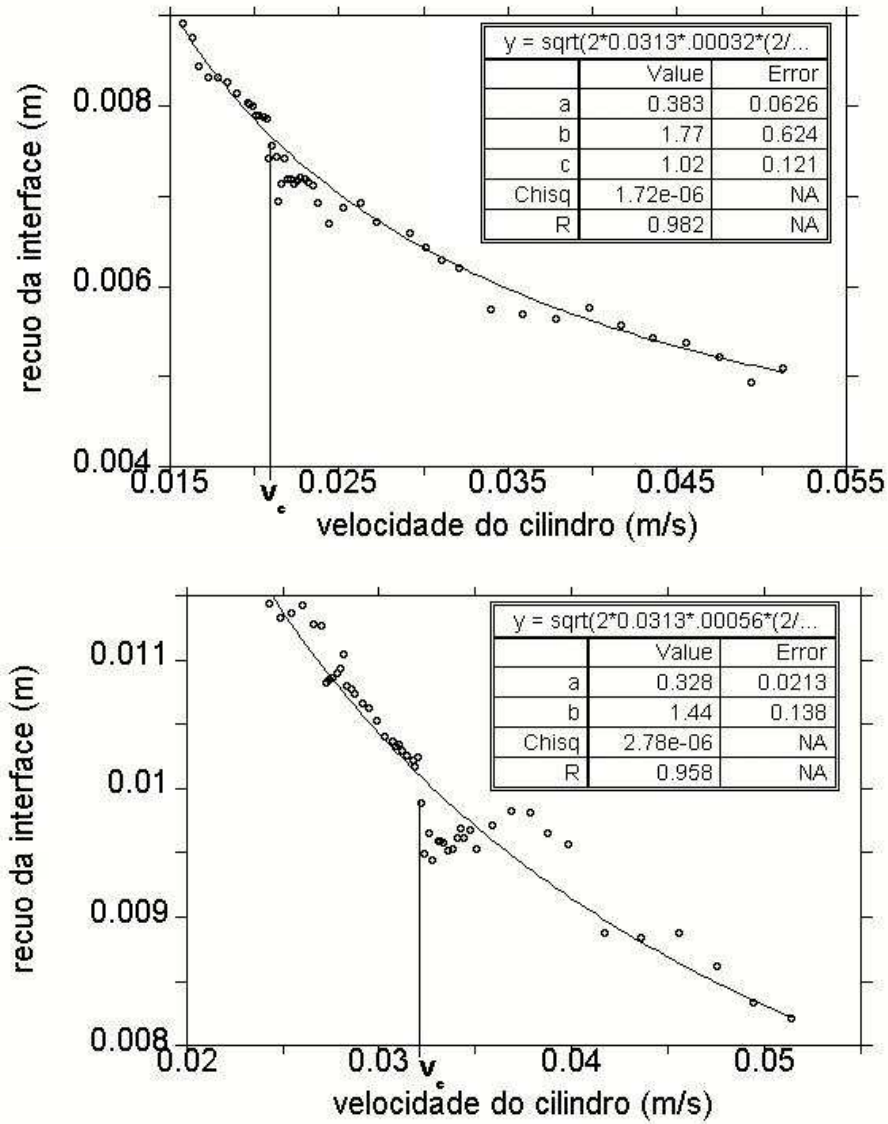 y = sqrt(2*0.0313*.00032*(2/...
Value Error
a 0.383 0.0626
b 1.77 0.624
c 1.02 0.121
Chisq 1.72e-06 NA
R 0.982 NA
recuo da interface (m)
0.008
0.006
0.004
0.015 0.025 0.035 0.045 0.055
vc
velocidade do cilindro (m/s)
y = sqrt(2*0.0313*.00056*(2/...
Value Error
a 0.328 0.0213
b 1.44 0.138
Chisq 2.78e-06 NA
R 0.958 NA
recuo da interface (m)
0.011
0.01
0.009
0.008
0.02 0.03 0.04 0.05
vc
velocidade do cilindro (m/s)